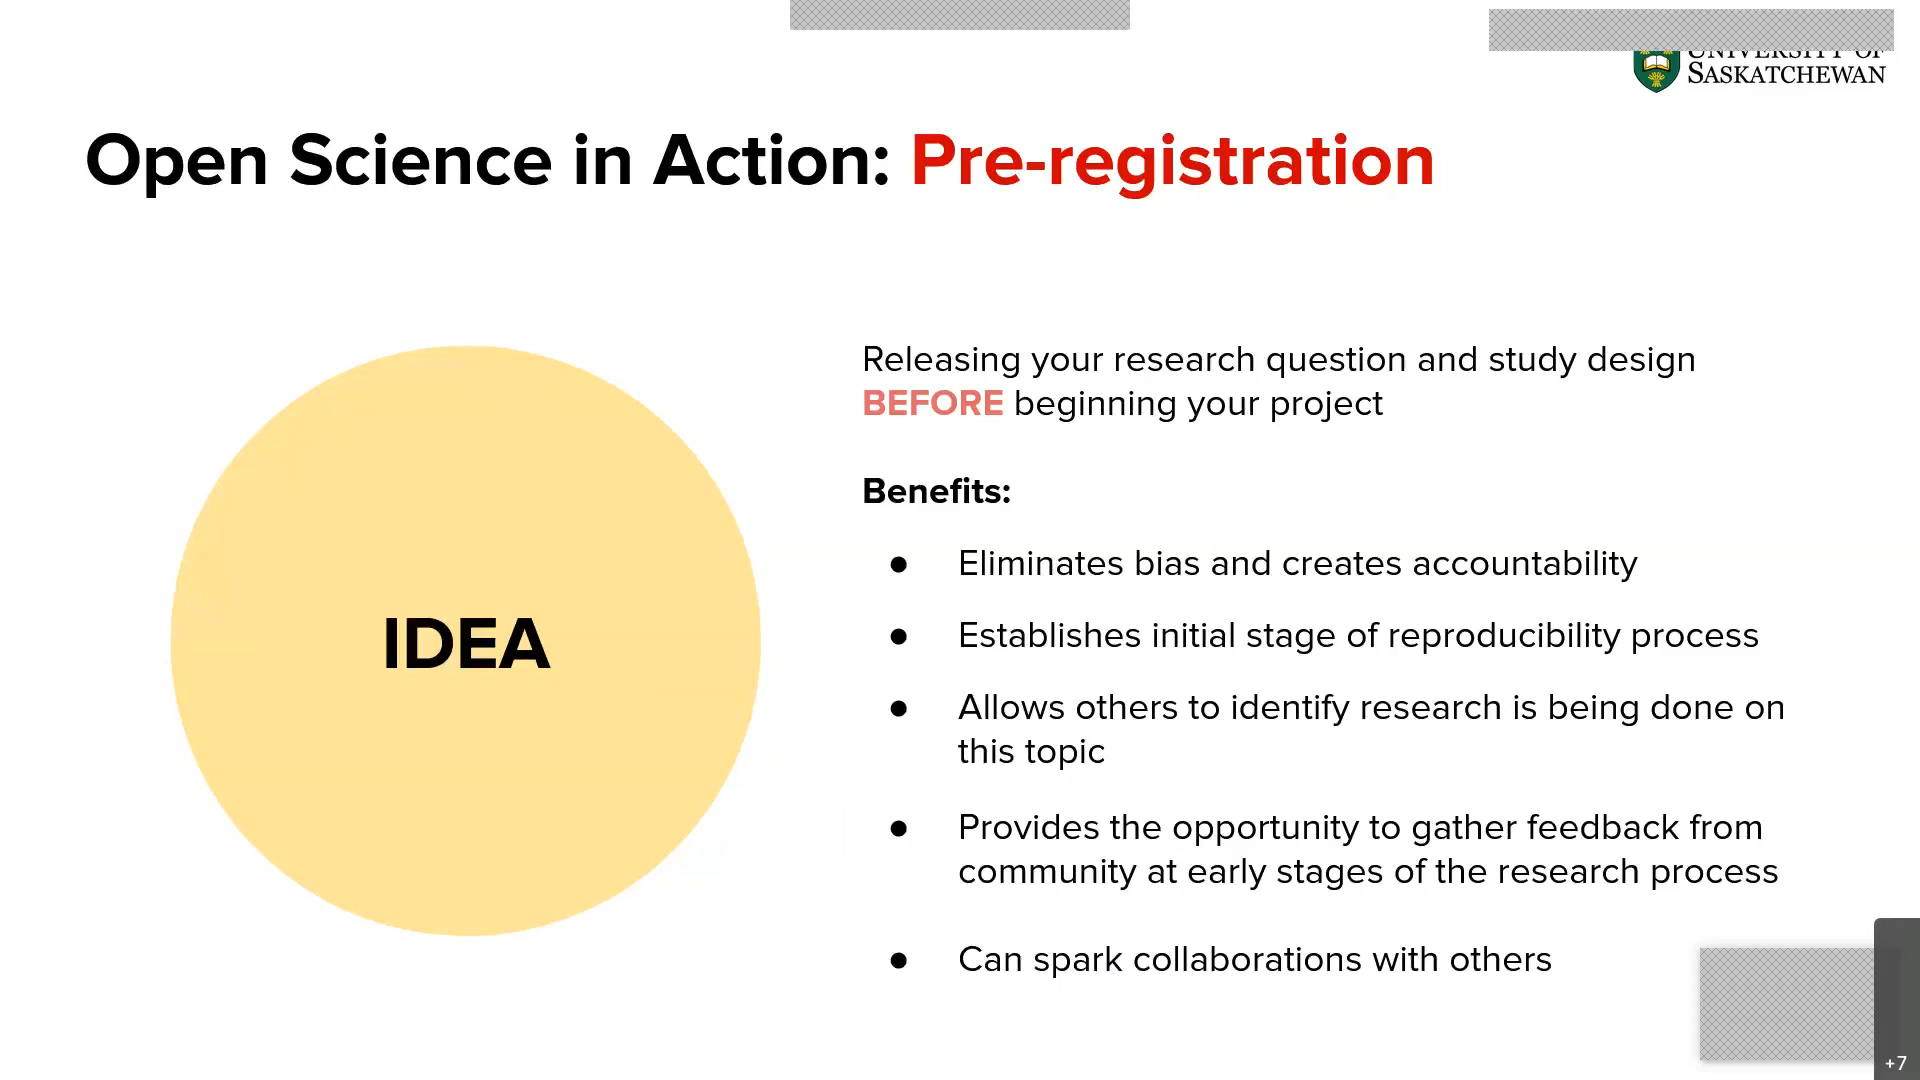 UNIVERSITY OF
SASKATCHEWAN
Open Science in Action: Pre-registration
IDEA
Releasing your research question and study design
BEFORE beginning your project
Benefits:
● Eliminates bias and creates accountability
● Establishes initial stage of reproducibility process
● Allows others to identify research is being done on
this topic
● Provides the opportunity to gather feedback from
community at early stages of the research process
● Can spark collaborations with others
+7